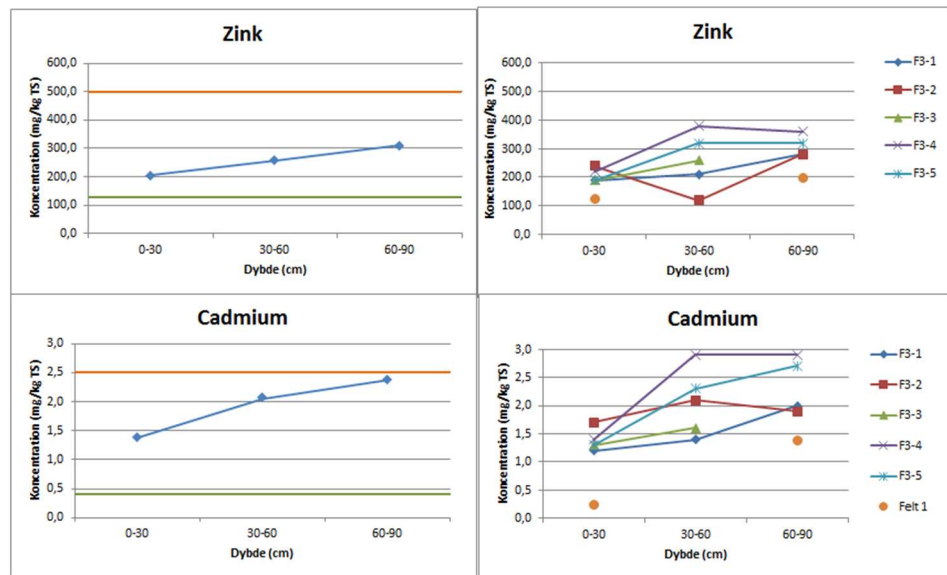 Zink
Koncentration (mg/kg TS)
600,0
500,0
400,0
300,0
200,0
100,0
0,0
0-30
30-60
60-90
Dybde (cm)
Zink
Koncentration (mg/kg TS)
600,0
500,0
400,0
300,0
200,0
100,0
0,0
0-30
30-60
60-90
Dybde (cm)
F3-1
F3-2
F3-3
F3-4
F3-5
Cadmium
Koncentration (mg/kg TS)
3,0
2,5
2,0
1,5
1,0
0,5
0,0
0-30
30-60
60-90
Dybde (cm)
Cadmium
Koncentration (mg/kg TS)
3,0
2,5
2,0
1,5
1,0
0,5
0,0
0-30
30-60
60-90
Dybde (cm)
F3-1
F3-2
F3-3
F3-4
F3-5
Felt 1